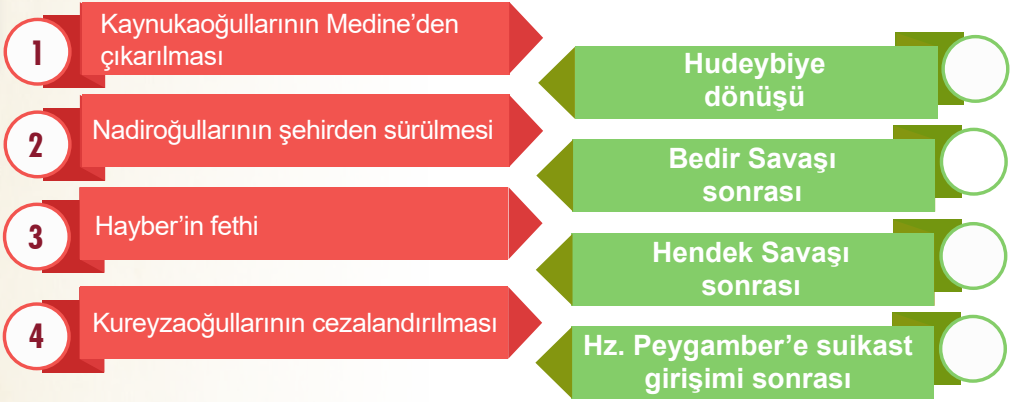 1
Kaynukaoğullarının Medine’den
çıkarılması
2
Nadiroğullarının şehirden sürülmesi
3
Hayber’in fethi
4
Kureyzaoğullarının cezalandırılması
Hudeybiye
dönüşü
Bedir Savaşı
sonrası
Hendek Savaşı
sonrası
Hz. Peygamber’e suikast
girişimi sonrası